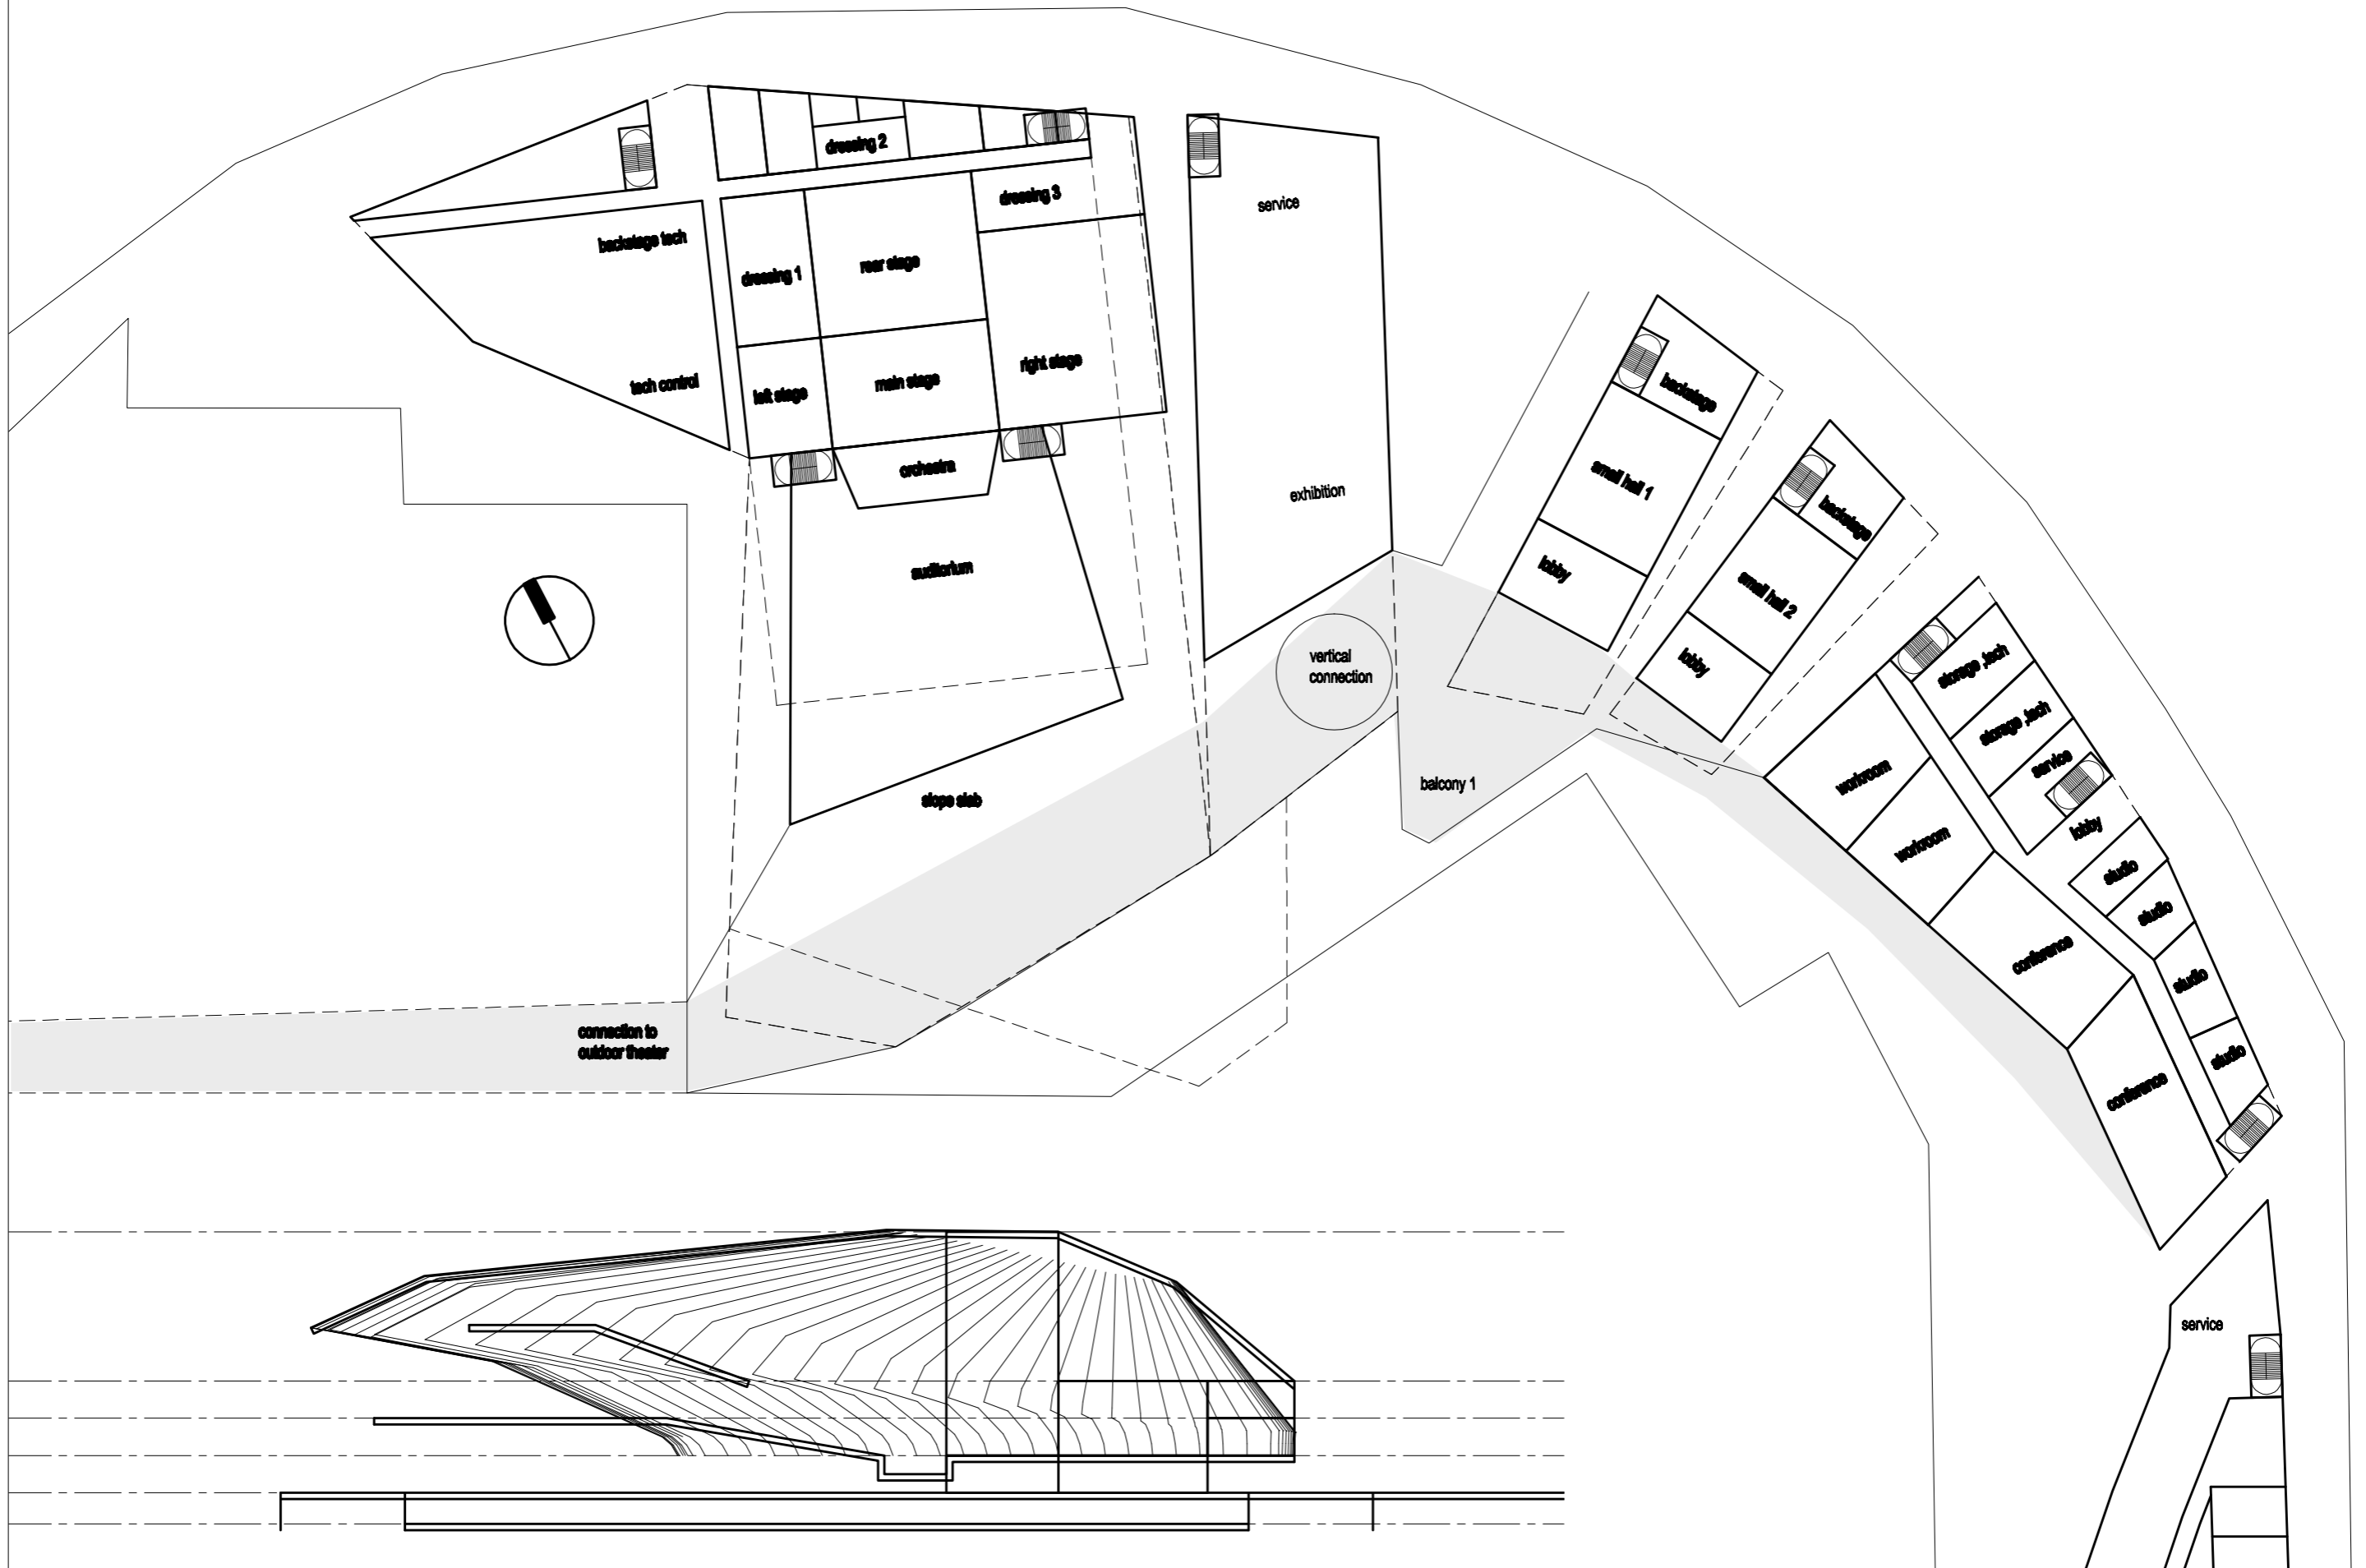 dressing 2
dressing 3
service
backstage tech
dressing 1
rear stage
tech control
left stage
main stage
right stage
orchestra
auditorium
exhibition
backstage
small hall 1
lobby
backstage
small hall 2
lobby
vertical
connection
storage ,tech
storage ,tech
service
lobby
workroom
workroom
studio
studio
studio
studio
conference
conference
balcony 1
slope slab
connection to
outdoor theater
service